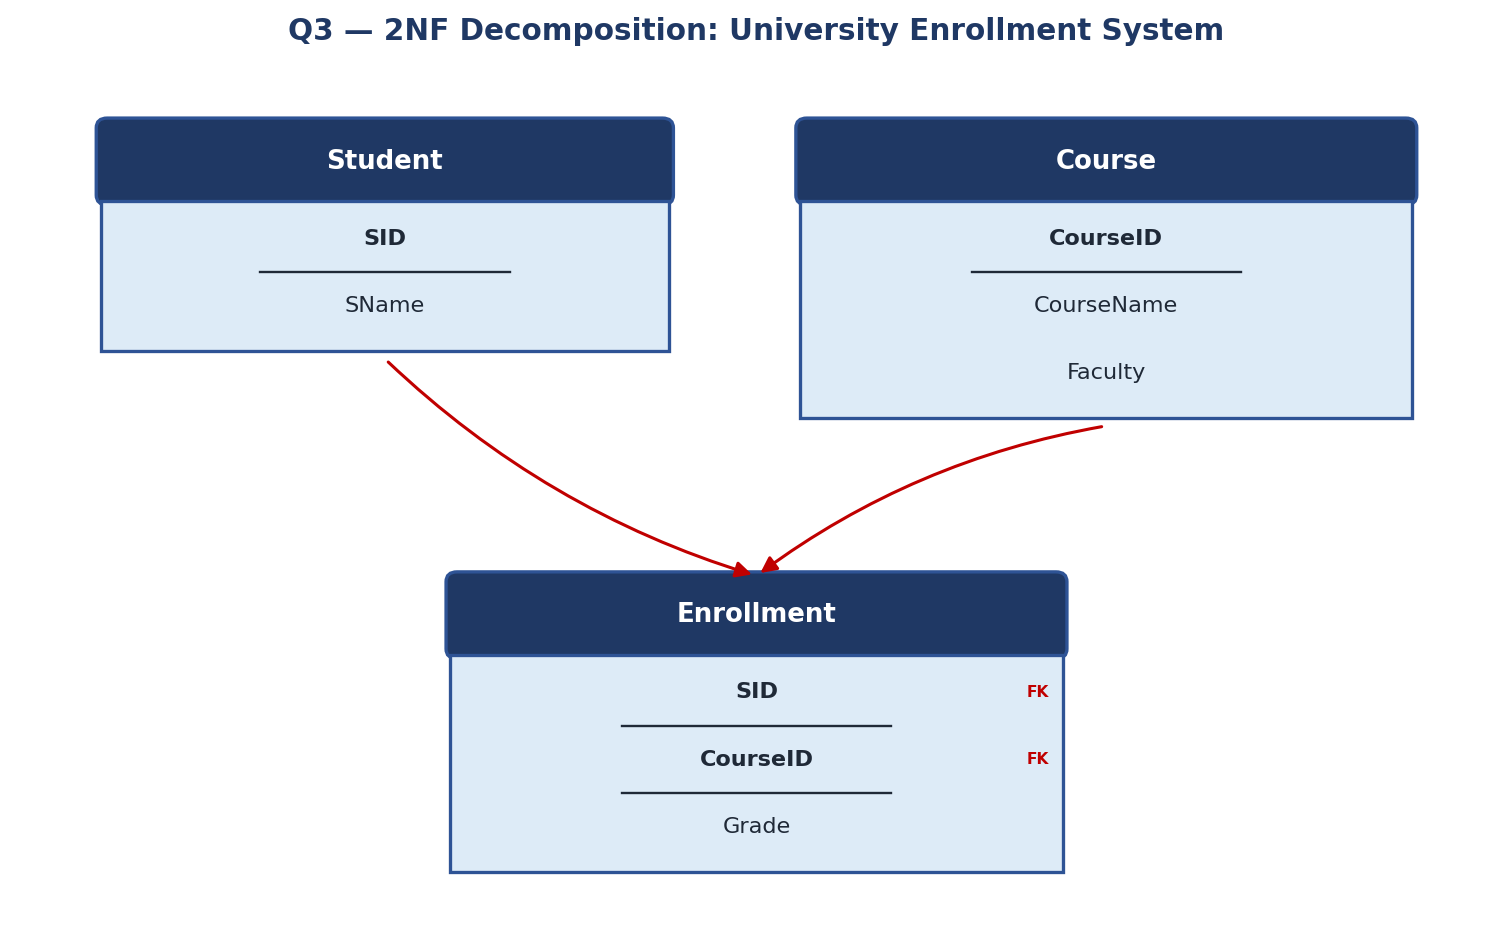 Q3 — 2NF Decomposition: University Enrollment System
Student
SID
SName
Course
CourseID
CourseName
Faculty
Enrollment
SID FK
CourseID FK
Grade